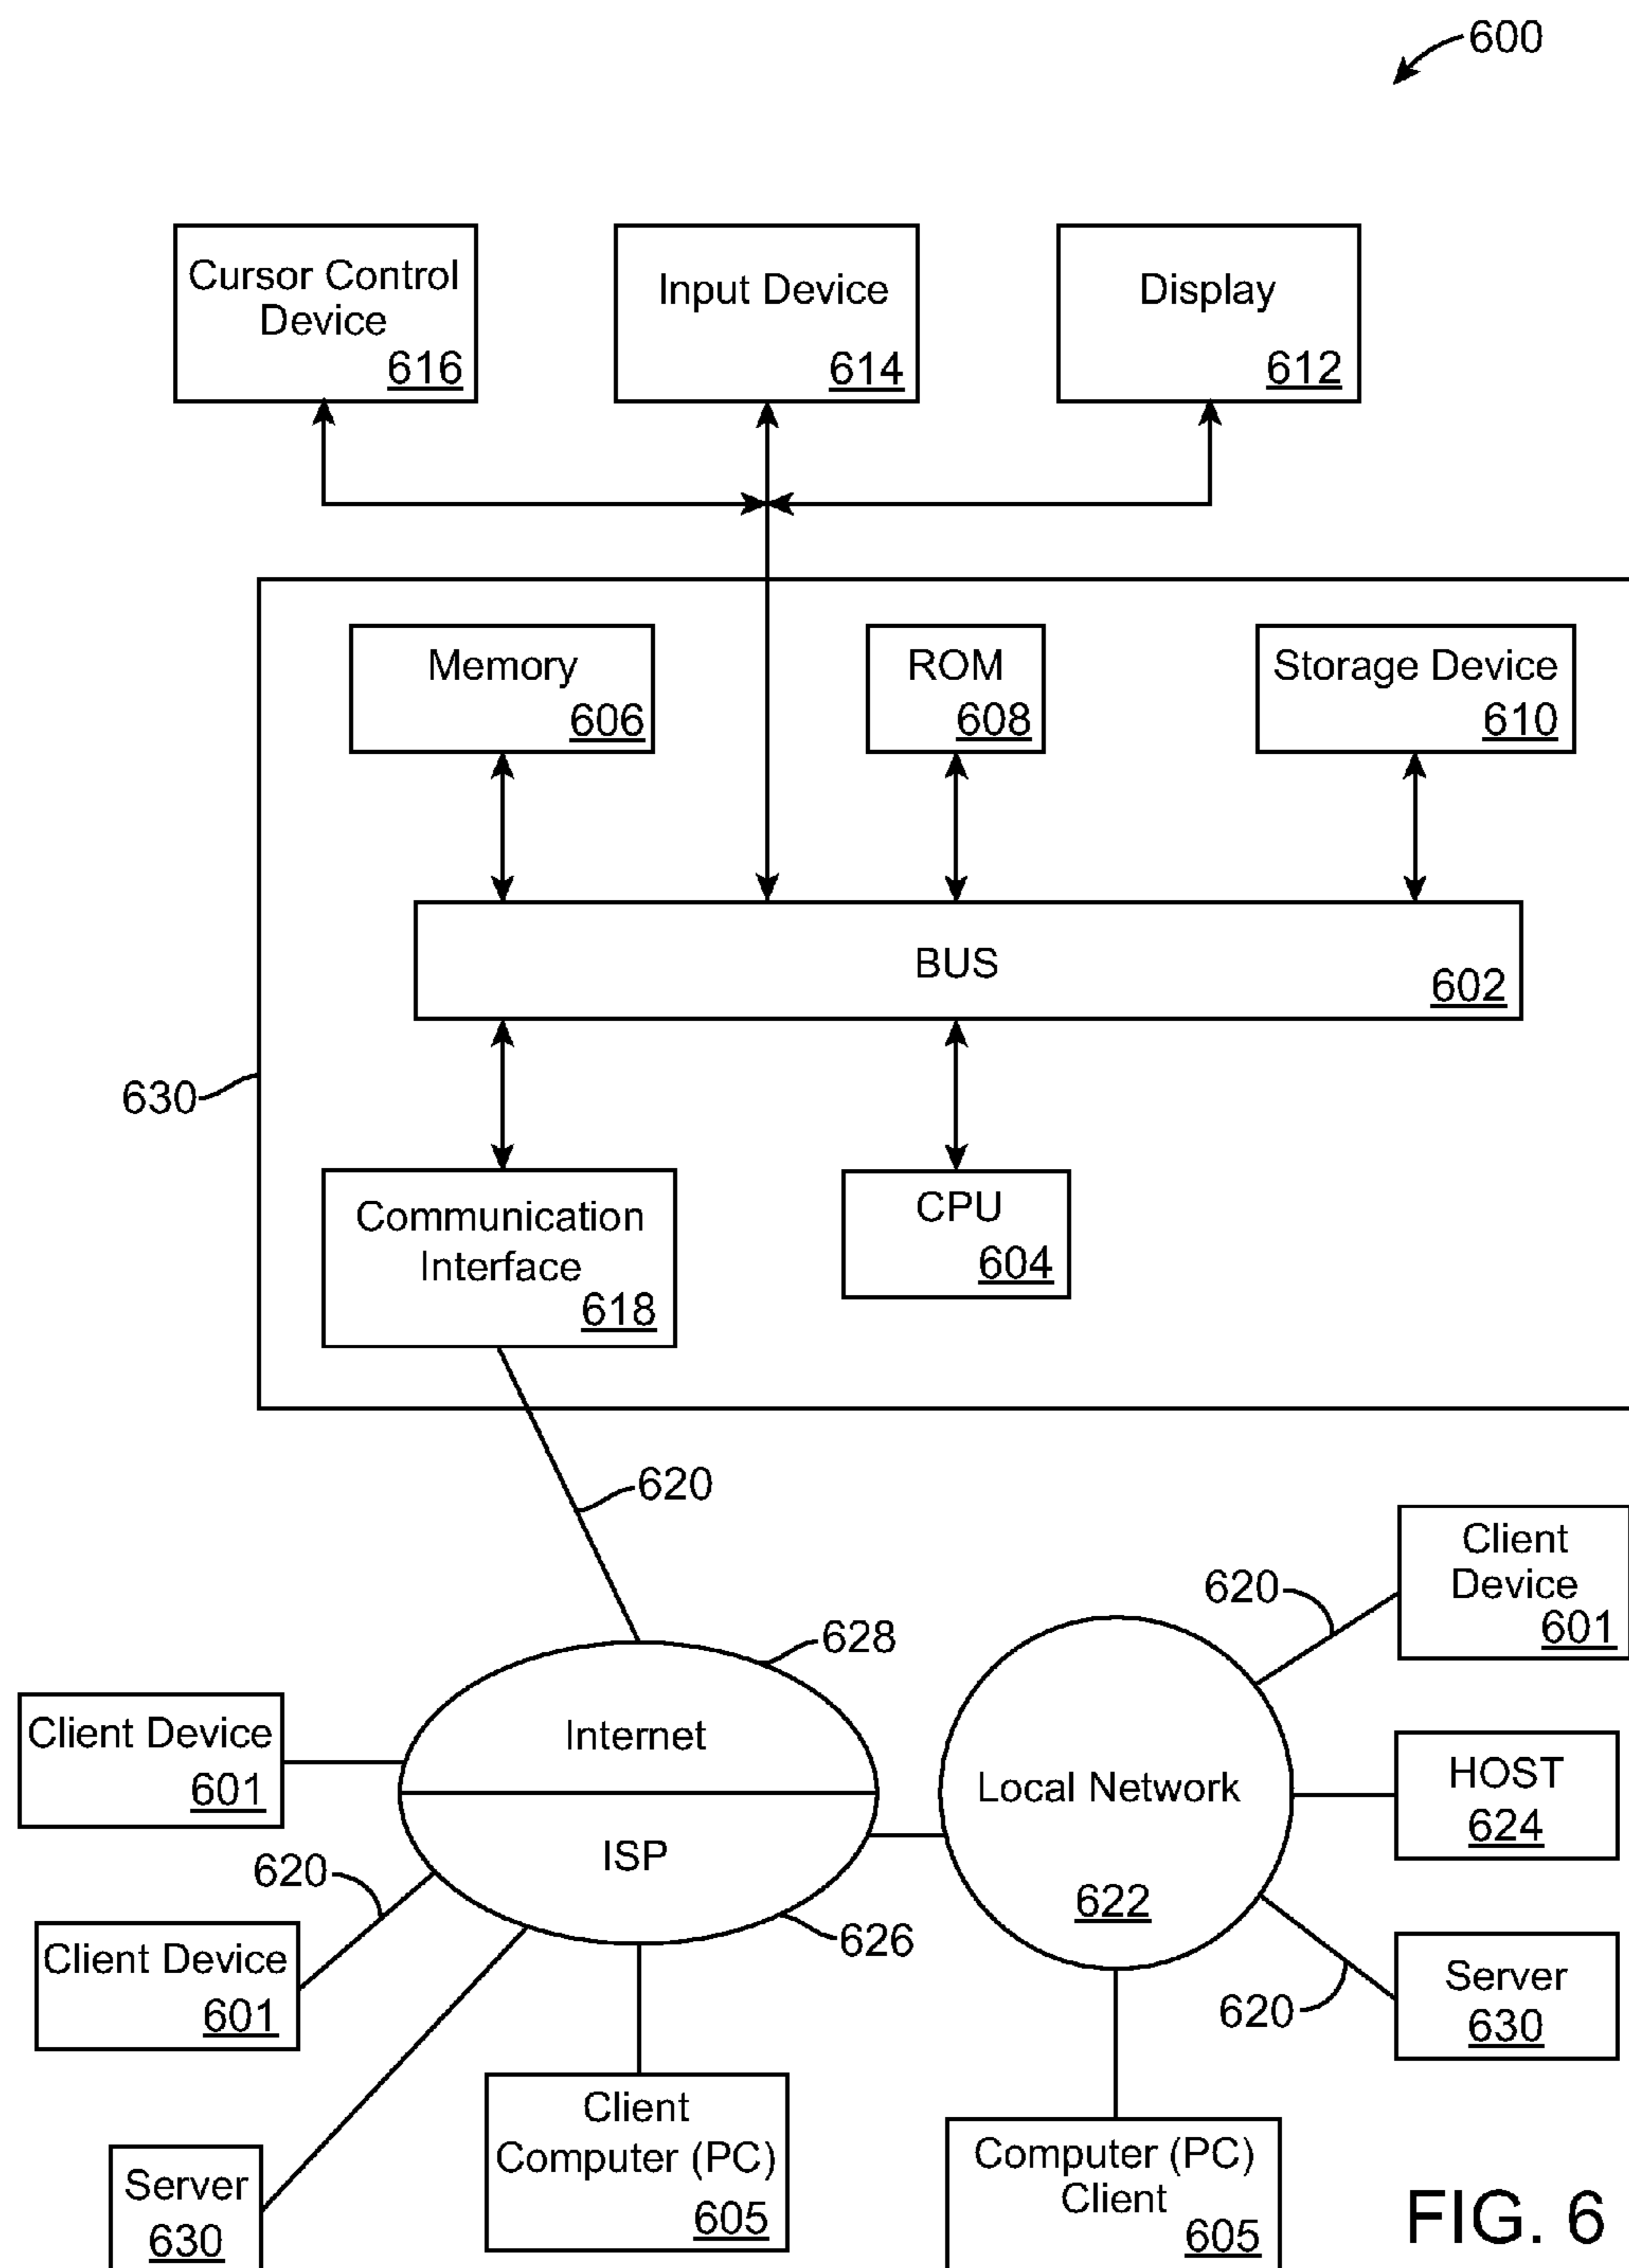 600
Cursor Control
Device
616
Input Device
614
Display
612
Memory
606
ROM
608
Storage Device
610
BUS
602
630
Communication
Interface
618
CPU
604
620
Client
Device
601
620
628
Internet
ISP
626
Client Device
601
620
Client Device
601
Local Network
622
HOST
624
Server
630
620
Server
630
Client
Computer (PC)
605
Computer (PC)
Client
605
FIG. 6